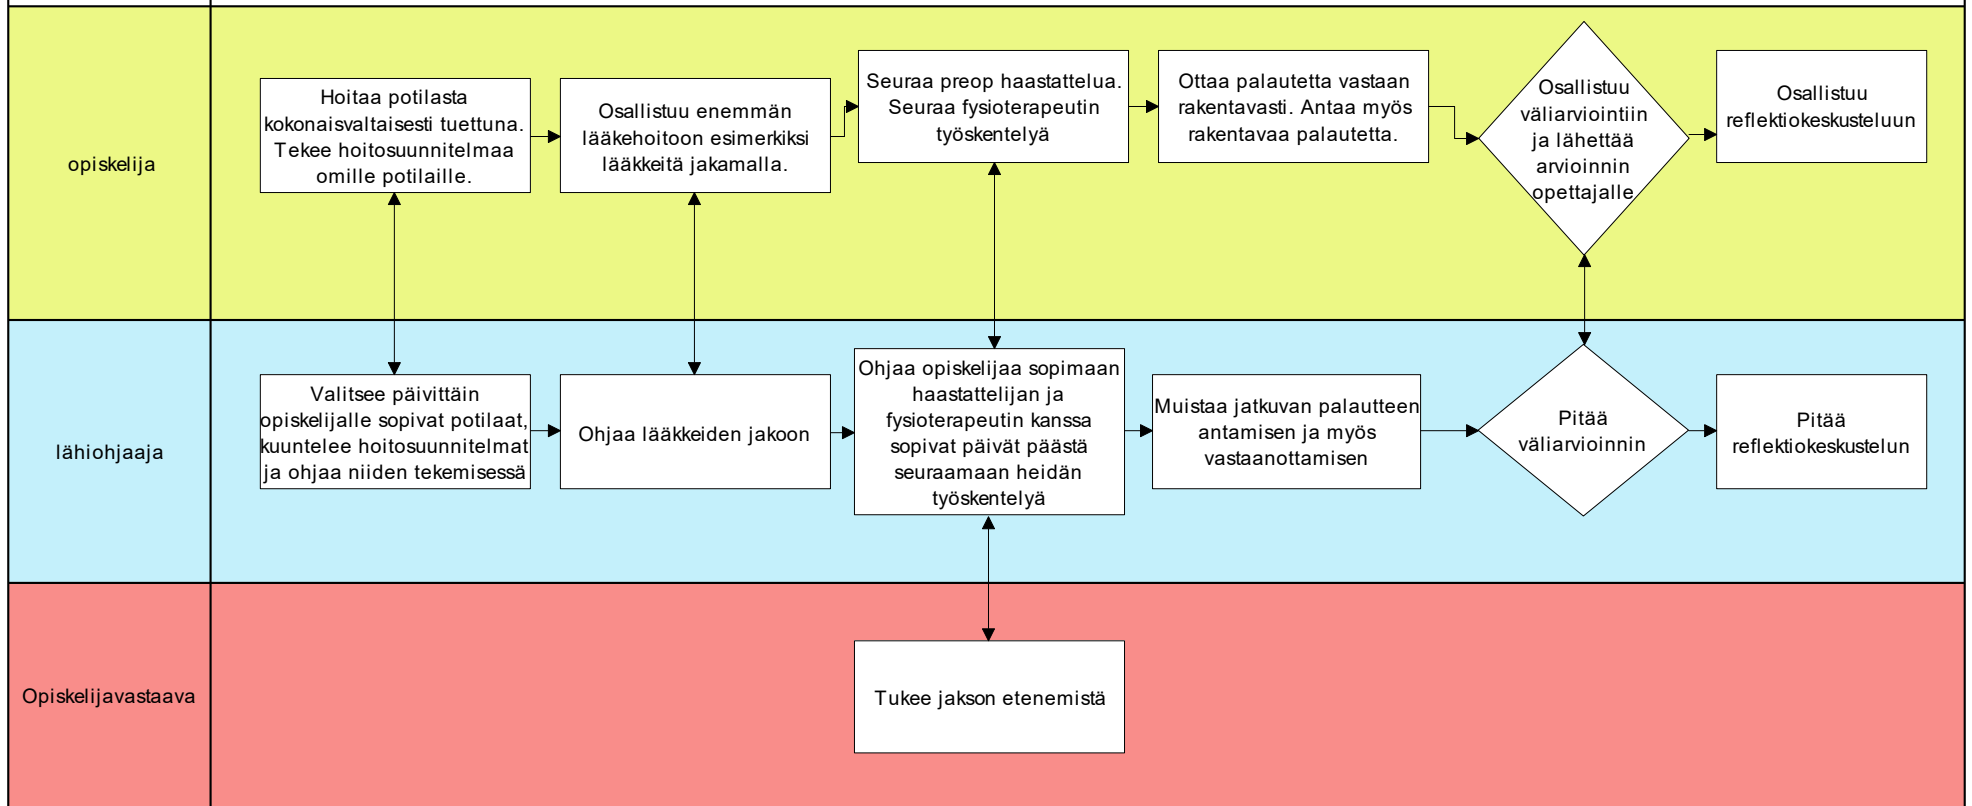 opiskelija
Hoitaa potilasta
kokonaisvaltaisesti tuettuna.
Tekee hoitosuunnitelmaa
omille potilaille.
Osallistuu enemmän
lääkehoitoon esimerkiksi
lääkkeitä jakamalla.
Seuraa preop haastattelua.
Seuraa fysioterapeutin
työskentelyä
Ottaa palautetta vastaan
rakentavasti. Antaa myös
rakentavaa palautetta.
Osallistuu
väliarviointiin
ja lähettää
arvioinnin
opettajalle
Osallistuu
reflektiokeskusteluun
lähiohjaaja
Valitsee päivittäin
opiskelijalle sopivat potilaat,
kuuntelee hoitosuunnitelmat
ja ohjaa niiden tekemisessä
Ohjaa lääkkeiden jakoon
Ohjaa opiskelijaa sopimaan
haastattelijan ja
fysioterapeutin kanssa
sopivat päivät päästä
seuraamaan heidän
työskentelyä
Muistaa jatkuvan palautteen
antamisen ja myös
vastaanottamisen
Pitää
väliarvioinnin
Pitää
reflektiokeskustelun
Opiskelijavastaava
Tukee jakson etenemistä